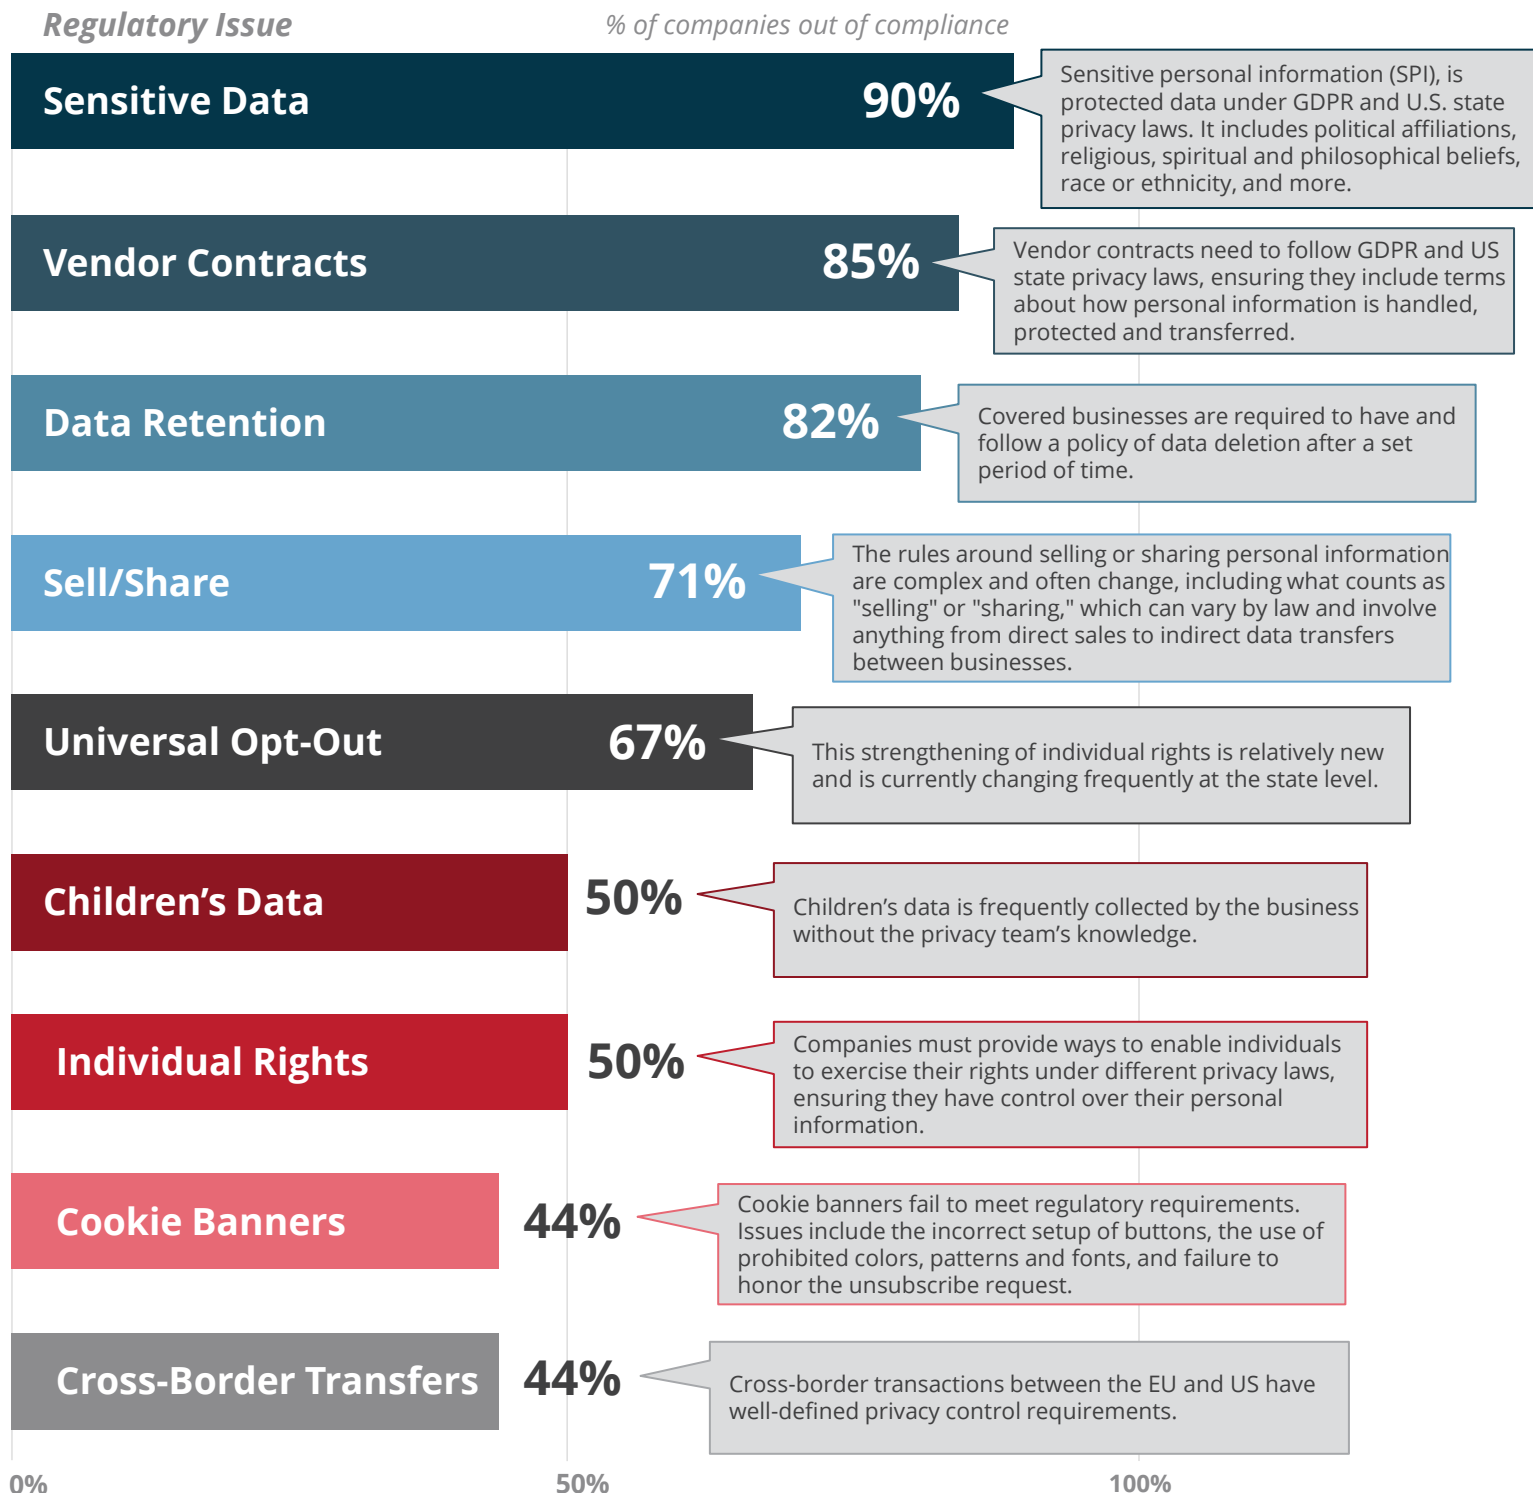 Regulatory Issue
% of companies out of compliance
Sensitive Data
90%
Sensitive personal information (SPI), is
protected data under GDPR and U.S. state
privacy laws. It includes political affiliations,
religious, spiritual and philosophical beliefs,
race or ethnicity, and more.
Vendor Contracts
85%
Vendor contracts need to follow GDPR and US
state privacy laws, ensuring they include terms
about how personal information is handled,
protected and transferred.
Data Retention
82%
Covered businesses are required to have and
follow a policy of data deletion after a set
period of time.
Sell/Share
71%
The rules around selling or sharing personal information
are complex and often change, including what counts as
"selling" or "sharing," which can vary by law and involve
anything from direct sales to indirect data transfers
between businesses.
Universal Opt-Out
67%
This strengthening of individual rights is relatively new
and is currently changing frequently at the state level.
Children’s Data
50%
Children’s data is frequently collected by the business
without the privacy team’s knowledge.
Individual Rights
50%
Companies must provide ways to enable individuals
to exercise their rights under different privacy laws,
ensuring they have control over their personal
information.
Cookie Banners
44%
Cookie banners fail to meet regulatory requirements.
Issues include the incorrect setup of buttons, the use of
prohibited colors, patterns and fonts, and failure to
honor the unsubscribe request.
Cross-Border Transfers
44%
Cross-border transactions between the EU and US have
well-defined privacy control requirements.
0%
50%
100%